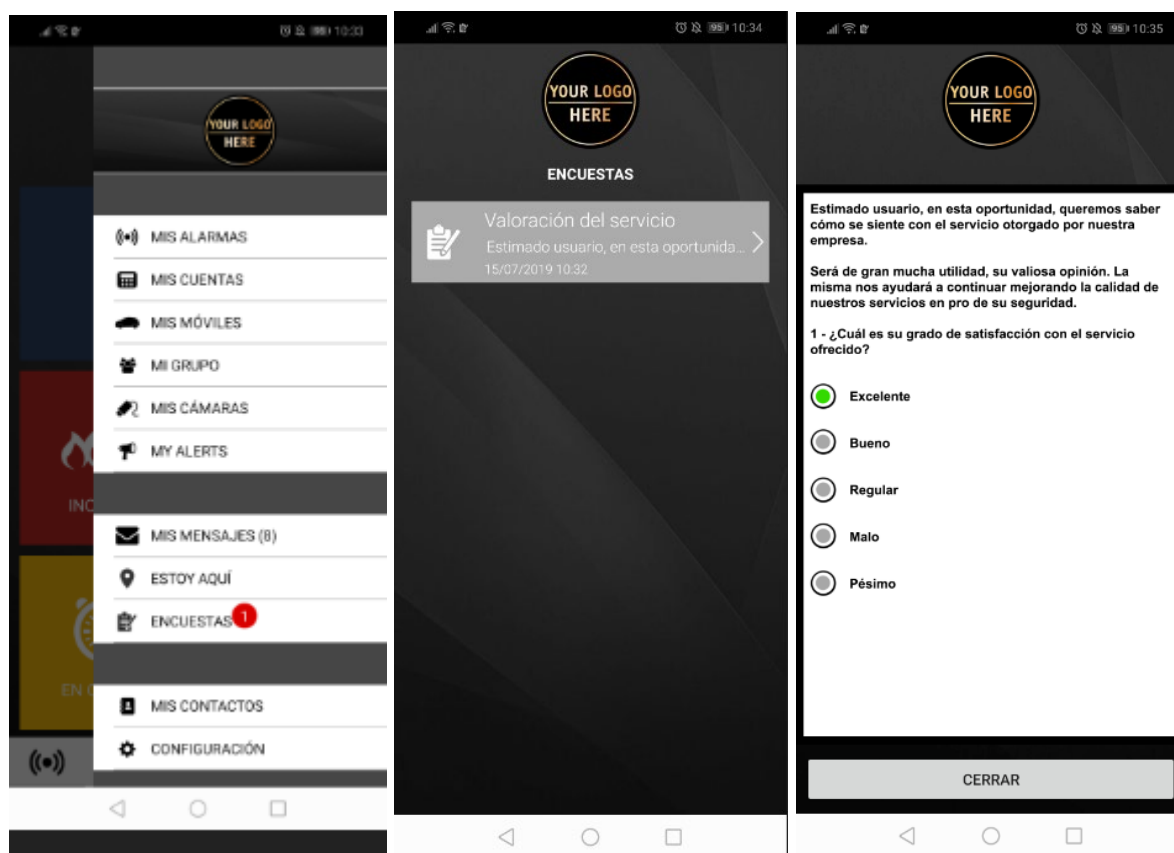 10:33
YOUR LOGO
HERE
MIS ALARMAS
MIS CUENTAS
MIS MÓVILES
MI GRUPO
MIS CÁMARAS
MY ALERTS
INC
MIS MENSAJES (8)
ESTOY AQUÍ
ENCUESTAS 1
EN
MIS CONTACTOS
CONFIGURACIÓN
95 10:34
YOUR LOGO
HERE
ENCUESTAS
Valoración del servicio
Estimado usuario, en esta oportunida...
15/07/2019 10:32
95 10:35
YOUR LOGO
HERE
Estimado usuario, en esta oportunidad, queremos saber
cómo se siente con el servicio otorgado por nuestra
empresa.
Será de gran mucha utilidad, su valiosa opinión. La
misma nos ayudará a continuar mejorando la calidad de
nuestros servicios en pro de su seguridad.
1 - ¿Cuál es su grado de satisfacción con el servicio
ofrecido?
Excelente
Bueno
Regular
Malo
Pésimo
CERRAR